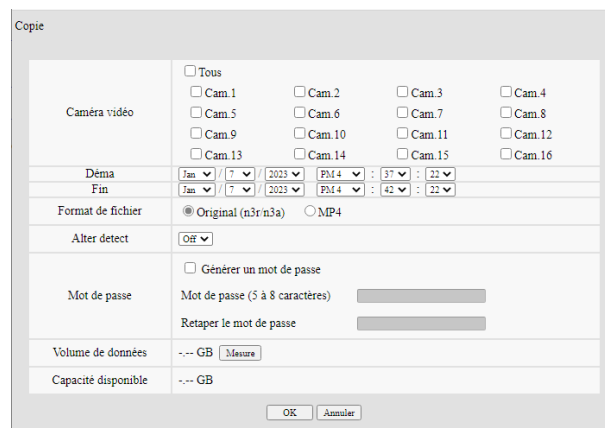 Copie
Tous
Caméra vidéo
Cam.1 Cam.2 Cam.3 Cam.4
Cam.5 Cam.6 Cam.7 Cam.8
Cam.9 Cam.10 Cam.11 Cam.12
Cam.13 Cam.14 Cam.15 Cam.16
Déma Jan / 7 / 2023 PM 4 : 37 : 22
Fin Jan / 7 / 2023 PM 4 : 42 : 22
Format de fichier Original (n3r/n3a) MP4
Alter detect Off
Générer un mot de passe
Mot de passe Mot de passe (5 à 8 caractères)
Retaper le mot de passe
Volume de données -.-- GB Mesure
Capacité disponible -.-- GB
OK Annuler